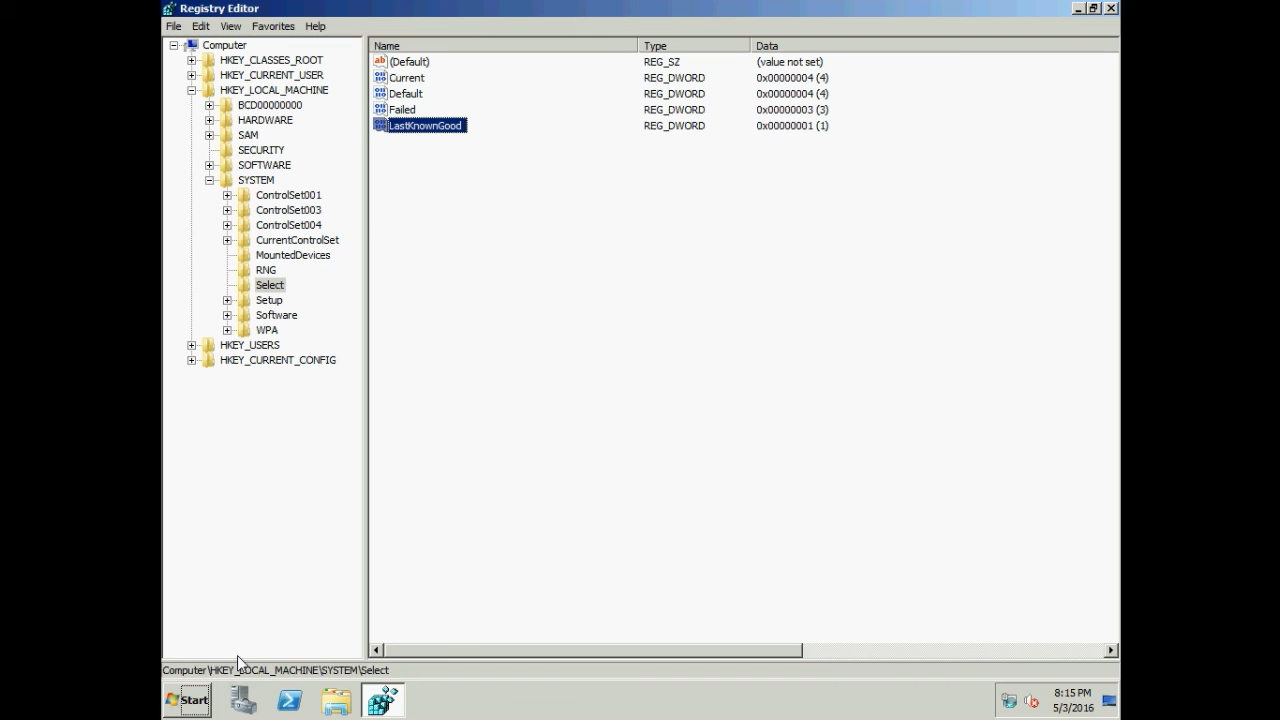 Registry Editor
File Edit View Favorites Help
Computer
HKEY_CLASSES_ROOT
HKEY_CURRENT_USER
HKEY_LOCAL_MACHINE
BCD00000000
HARDWARE
SAM
SECURITY
SOFTWARE
SYSTEM
ControlSet001
ControlSet003
ControlSet004
CurrentControlSet
MountedDevices
RNG
Select
Setup
Software
WPA
HKEY_USERS
HKEY_CURRENT_CONFIG
Name Type Data
(Default) REG_SZ (value not set)
Current REG_DWORD 0x00000004 (4)
Default REG_DWORD 0x00000004 (4)
Failed REG_DWORD 0x00000003 (3)
LastKnownGood REG_DWORD 0x00000001 (1)
Computer\HKEY_LOCAL_MACHINE\SYSTEM\Select
Start
8:15 PM
5/3/2016